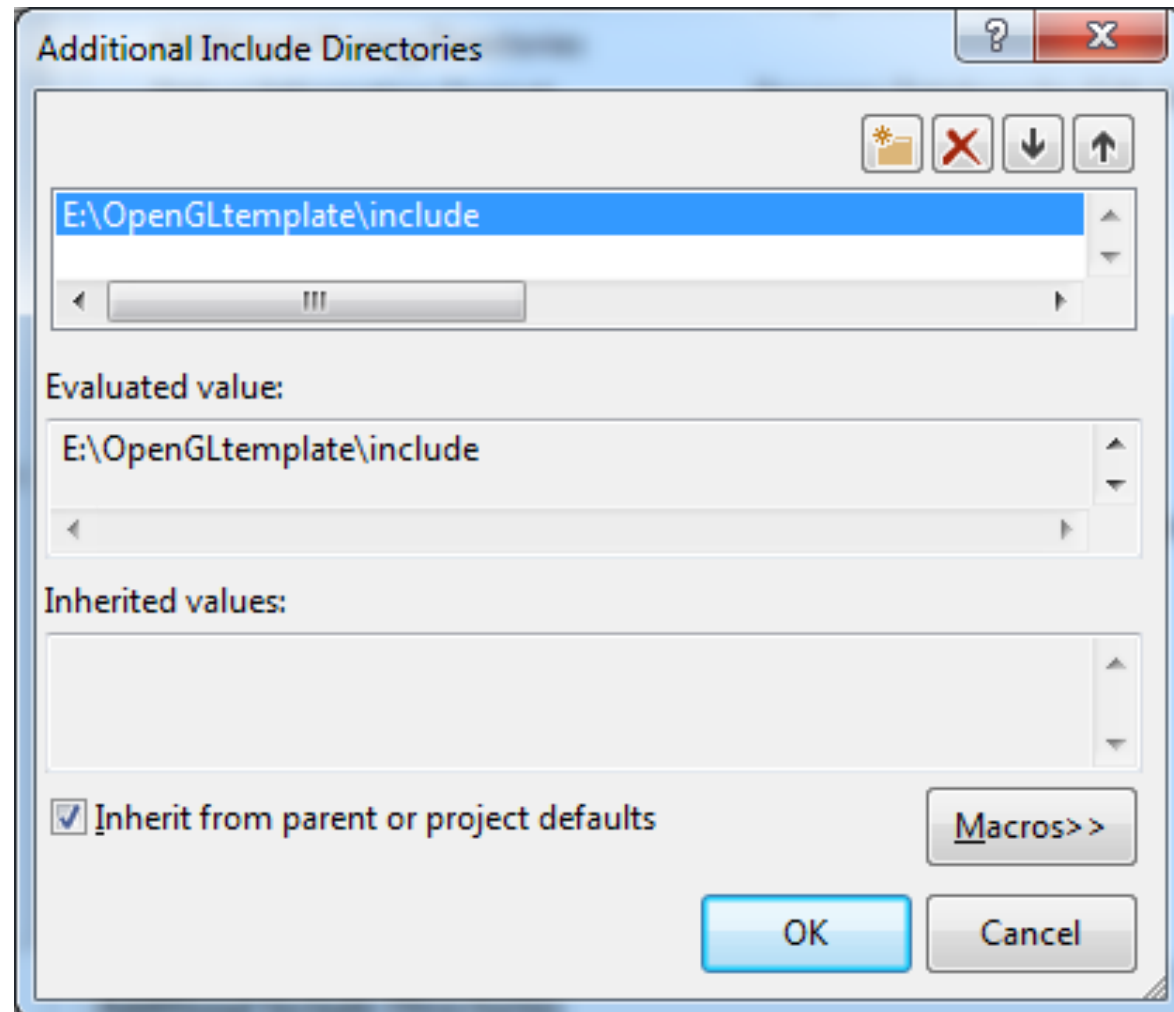 Additional Include Directories
E:\OpenGLtemplate\include
Evaluated value:
E:\OpenGLtemplate\include
Inherited values:
Inherit from parent or project defaults
Macros>>
OK
Cancel